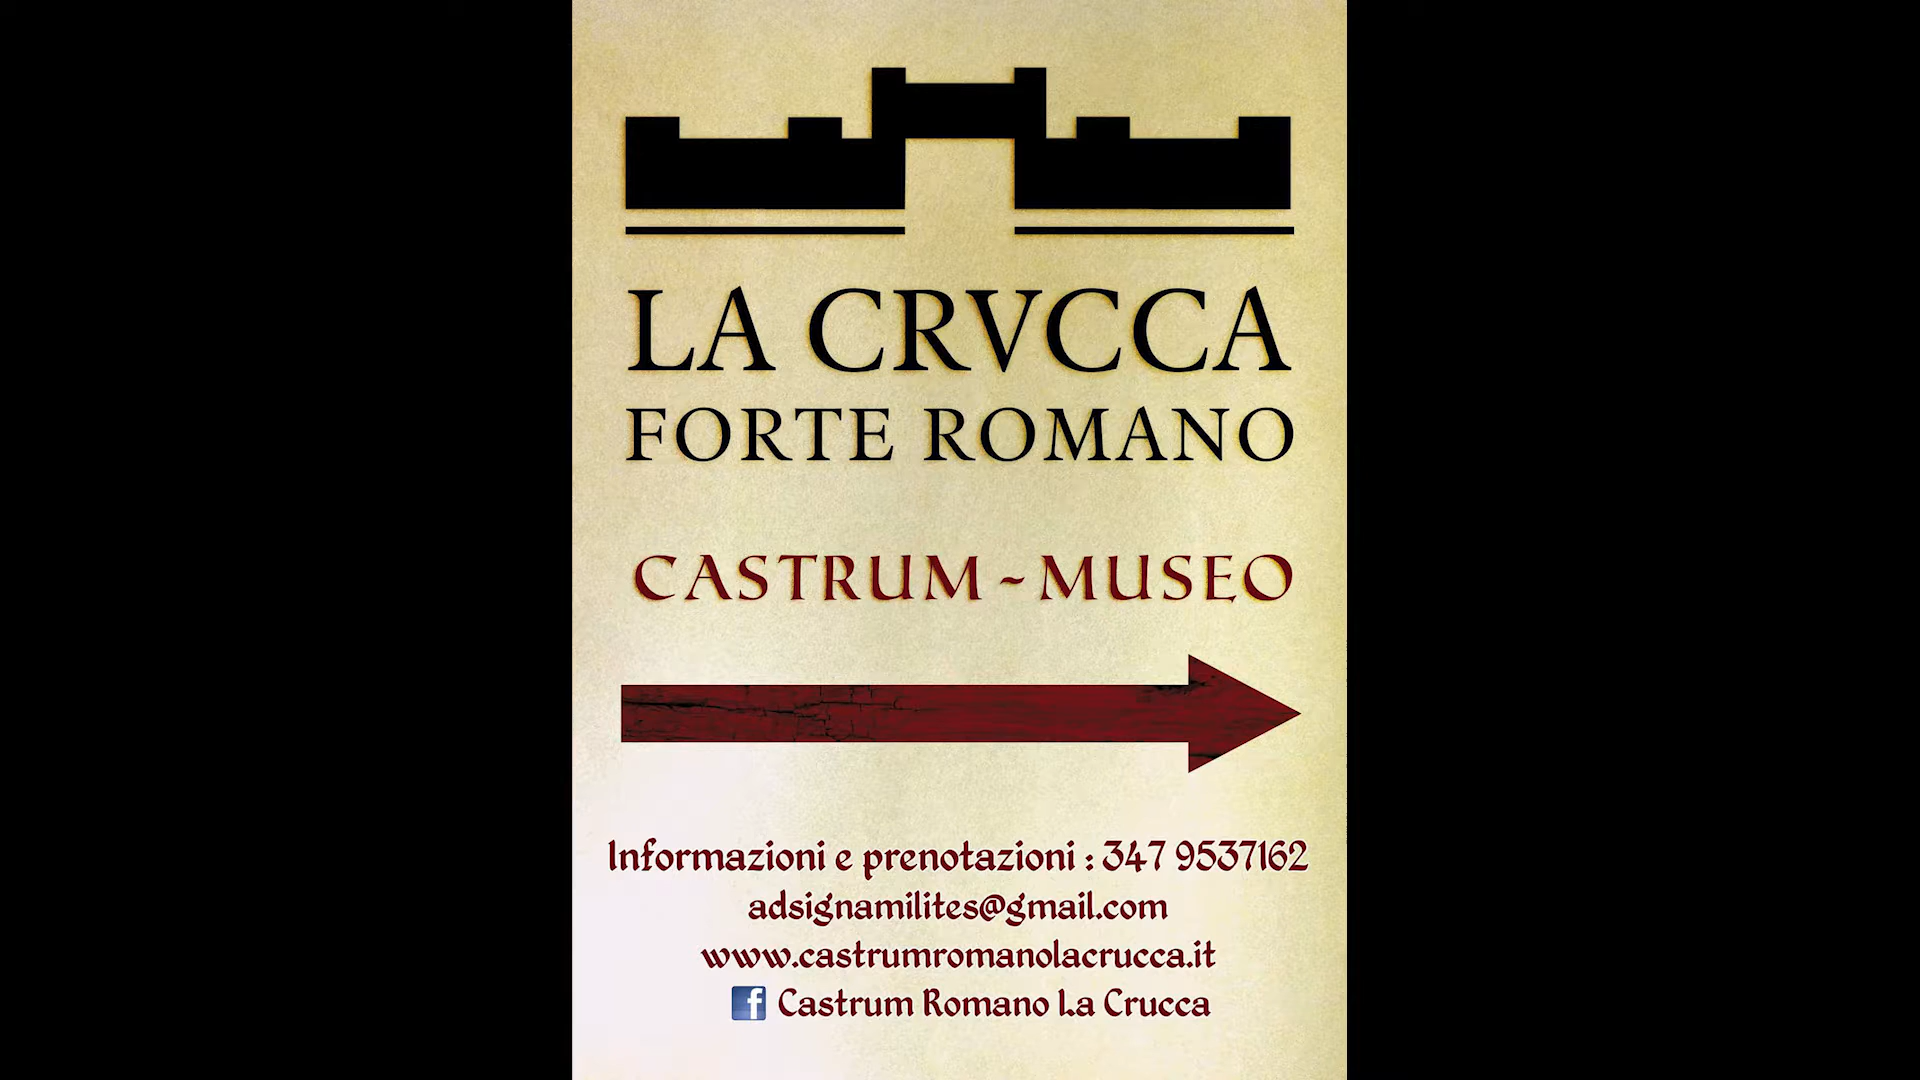 LA CRVCCA
FORTE ROMANO
CASTRUM - MUSEO
Informazioni e prenotazioni : 347 9537162
adsignamilites@gmail.com
www.castrumromanolacrucca.it
f Castrum Romano La Crucca